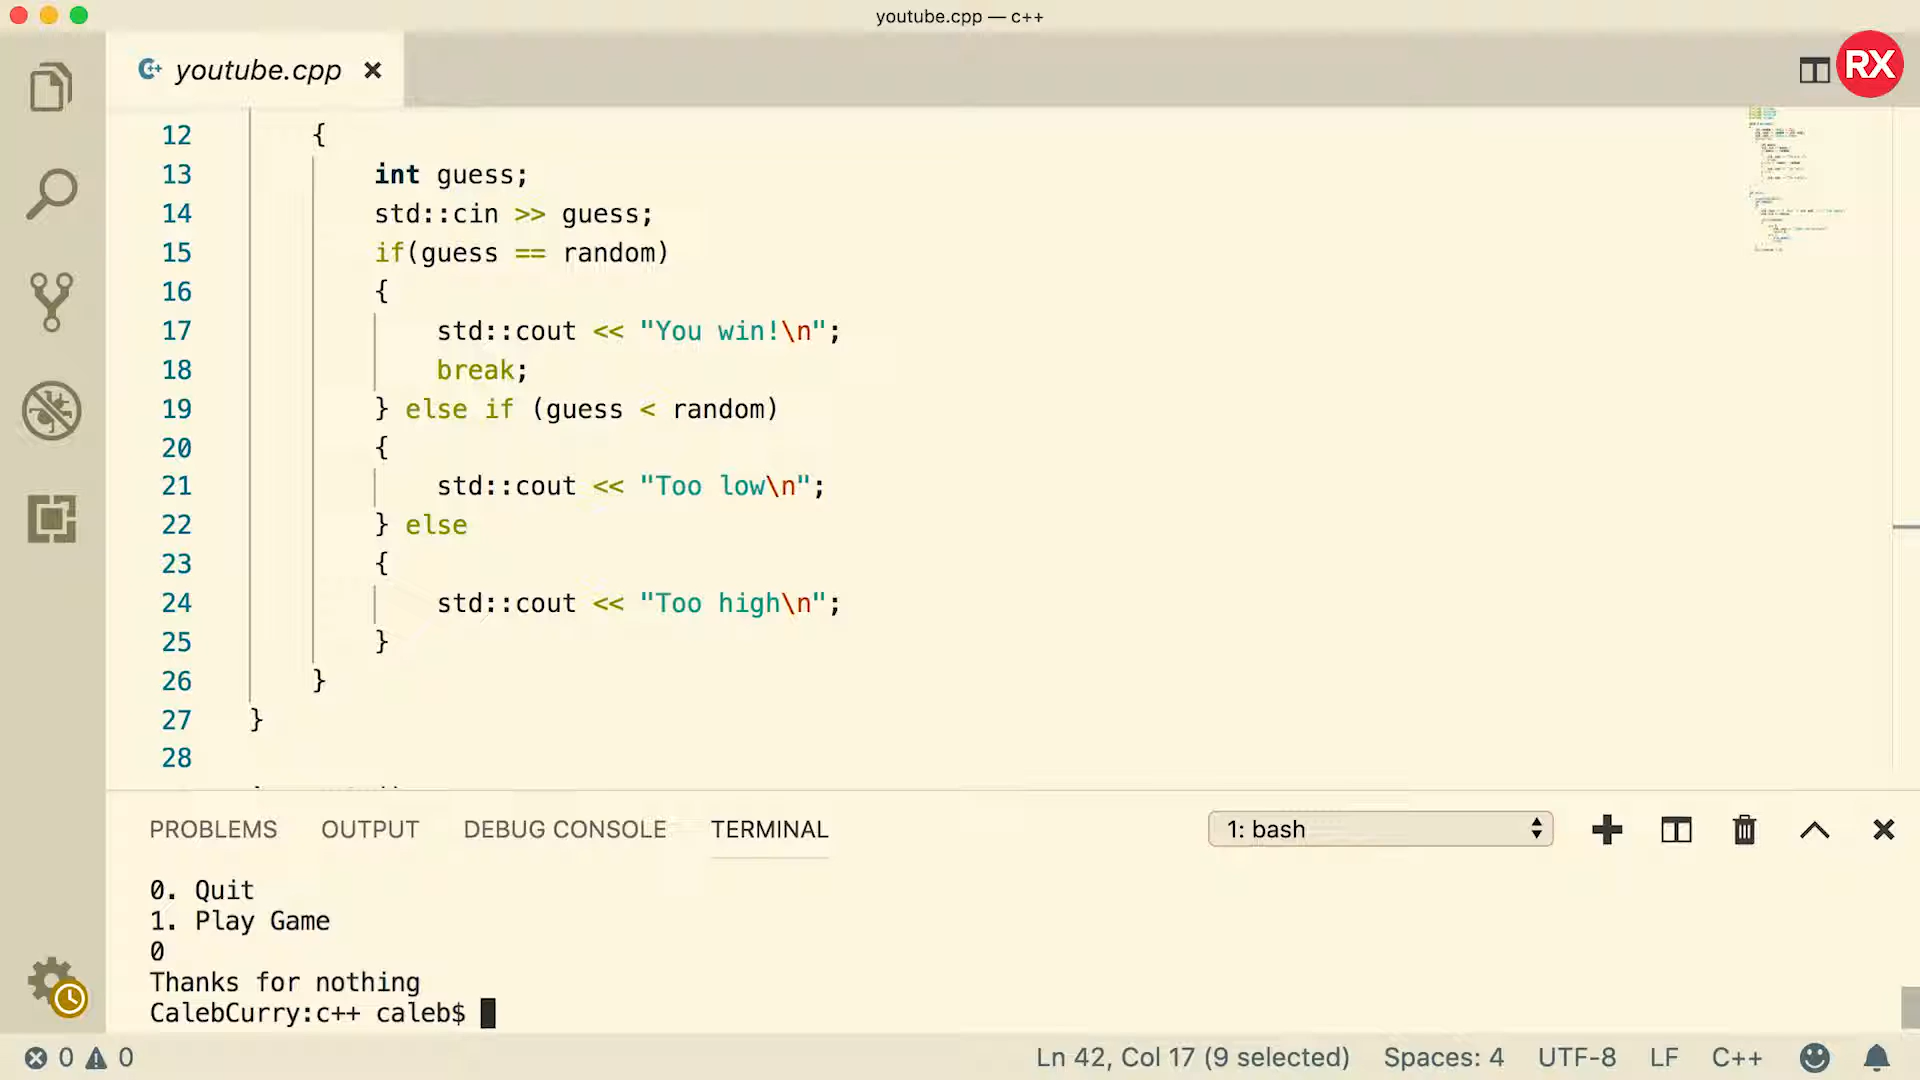 youtube.cpp — c++
youtube.cpp
RX
12 {
13 int guess;
14 std::cin >> guess;
15 if(guess == random)
16 {
17 std::cout << "You win!\n";
18 break;
19 } else if (guess < random)
20 {
21 std::cout << "Too low\n";
22 } else
23 {
24 std::cout << "Too high\n";
25 }
26 }
27 }
28
PROBLEMS OUTPUT DEBUG CONSOLE TERMINAL 1: bash
0. Quit
1. Play Game
0
Thanks for nothing
CalebCurry:c++ caleb$
0 0 Ln 42, Col 17 (9 selected) Spaces: 4 UTF-8 LF C++